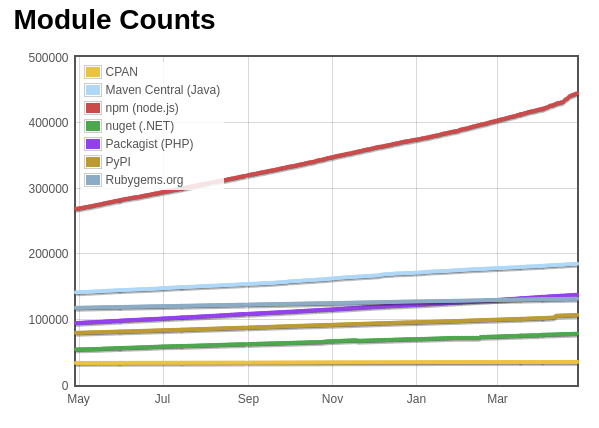 Module Counts
500000
400000
300000
200000
100000
0
CPAN
Maven Central (Java)
npm (node.js)
nuget (.NET)
Packagist (PHP)
PyPI
Rubygems.org
May Jul Sep Nov Jan Mar